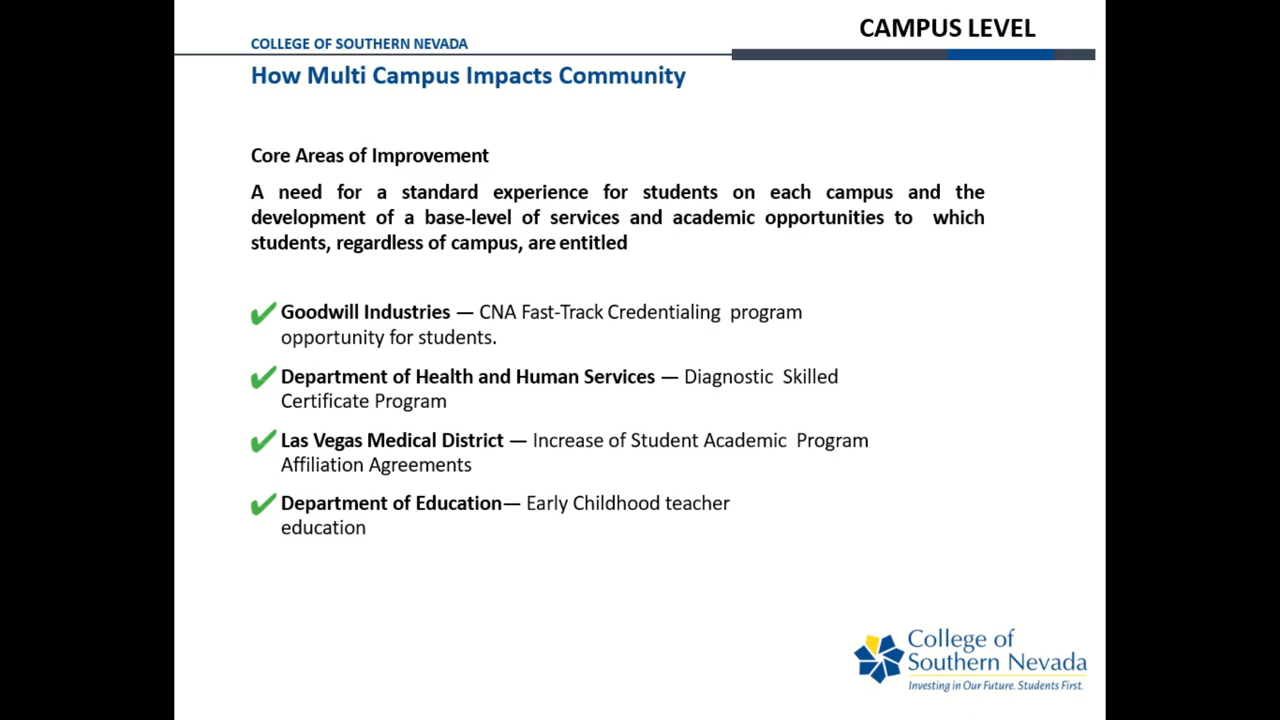 CAMPUS LEVEL
COLLEGE OF SOUTHERN NEVADA
How Multi Campus Impacts Community
Core Areas of Improvement
A need for a standard experience for students on each campus and the
development of a base-level of services and academic opportunities to which
students, regardless of campus, are entitled
✔ Goodwill Industries — CNA Fast-Track Credentialing program
opportunity for students.
✔ Department of Health and Human Services — Diagnostic Skilled
Certificate Program
✔ Las Vegas Medical District — Increase of Student Academic Program
Affiliation Agreements
✔ Department of Education— Early Childhood teacher
education
College of
Southern Nevada
Investing in Our Future. Students First.